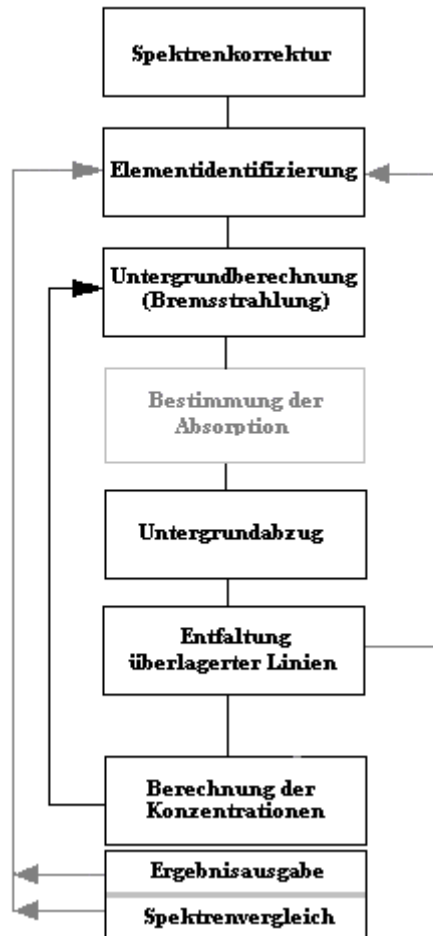 Spektrenkorrektur
Elementidentifizierung
Untergrundberechnung
(Bremsstrahlung)
Bestimmung der
Absorption
Untergrundabzug
Entfaltung
überlagerter Linien
Berechnung der
Konzentrationen
Ergebnisausgabe
Spektrenvergleich